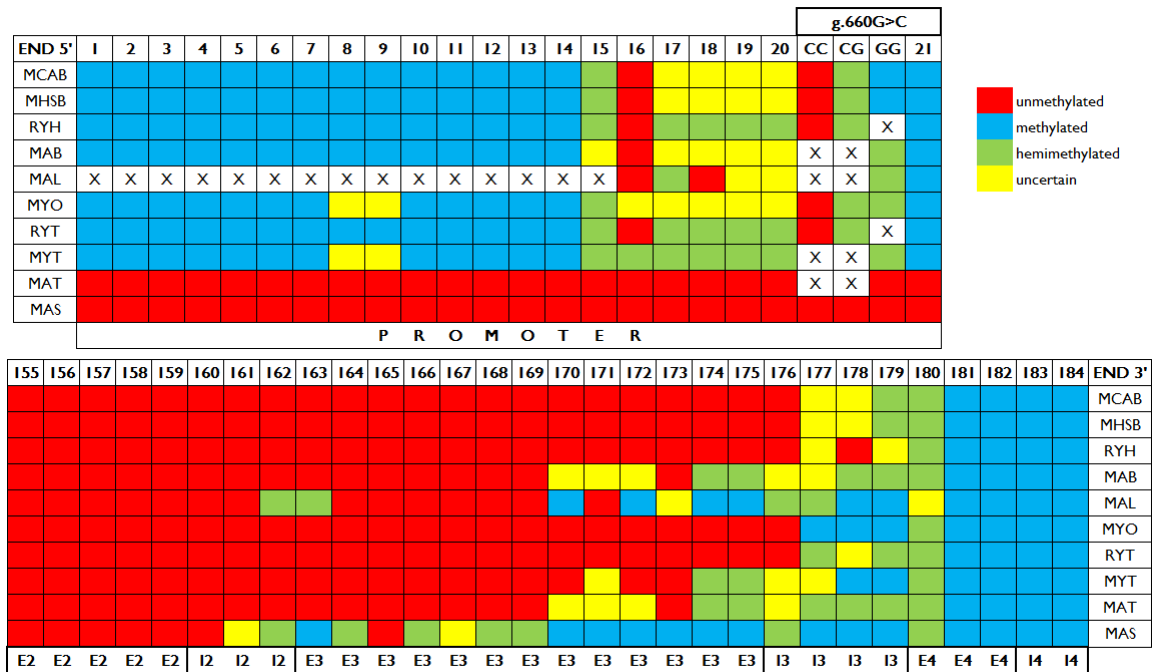 g.660G>C
END 5' 1 2 3 4 5 6 7 8 9 10 11 12 13 14 15 16 17 18 19 20 CC CG GG 21
MCAB
MHSB
RYH X
MAB X X
MAL X X X X X X X X X X X X X X X X X
MYO
RYT X
MYT X X
MAT X X
MAS
P R O M O T E R
unmethylated
methylated
hemimethylated
uncertain
155 156 157 158 159 160 161 162 163 164 165 166 167 168 169 170 171 172 173 174 175 176 177 178 179 180 181 182 183 184 END 3'
MCAB
MHSB
RYH
MAB
MAL
MYO
RYT
MYT
MAT
MAS
E2 E2 E2 E2 E2 I2 I2 I2 E3 E3 E3 E3 E3 E3 E3 E3 E3 E3 E3 E3 E3 I3 I3 I3 I3 E4 E4 E4 I4 I4